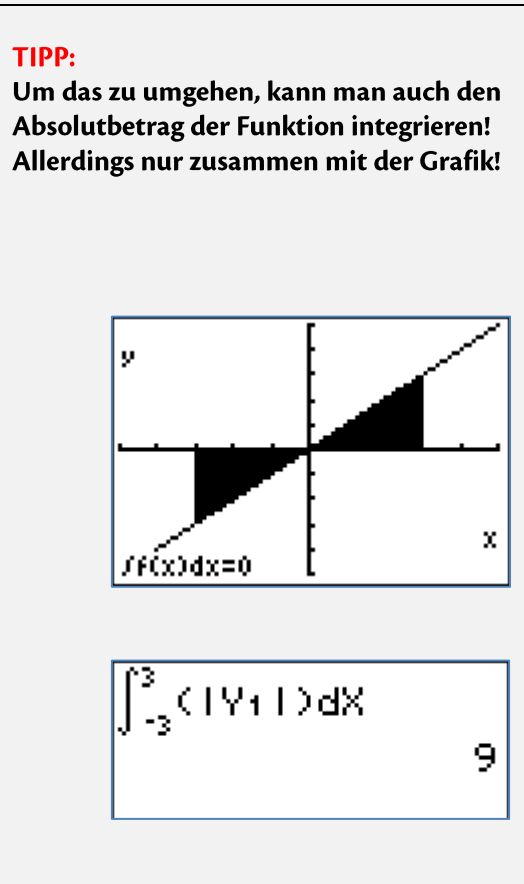 TIPP:
Um das zu umgehen, kann man auch den
Absolutbetrag der Funktion integrieren!
Allerdings nur zusammen mit der Grafik!
y
x
∫f(x)dx=0
∫₋₃³(|Y₁|)dX
9